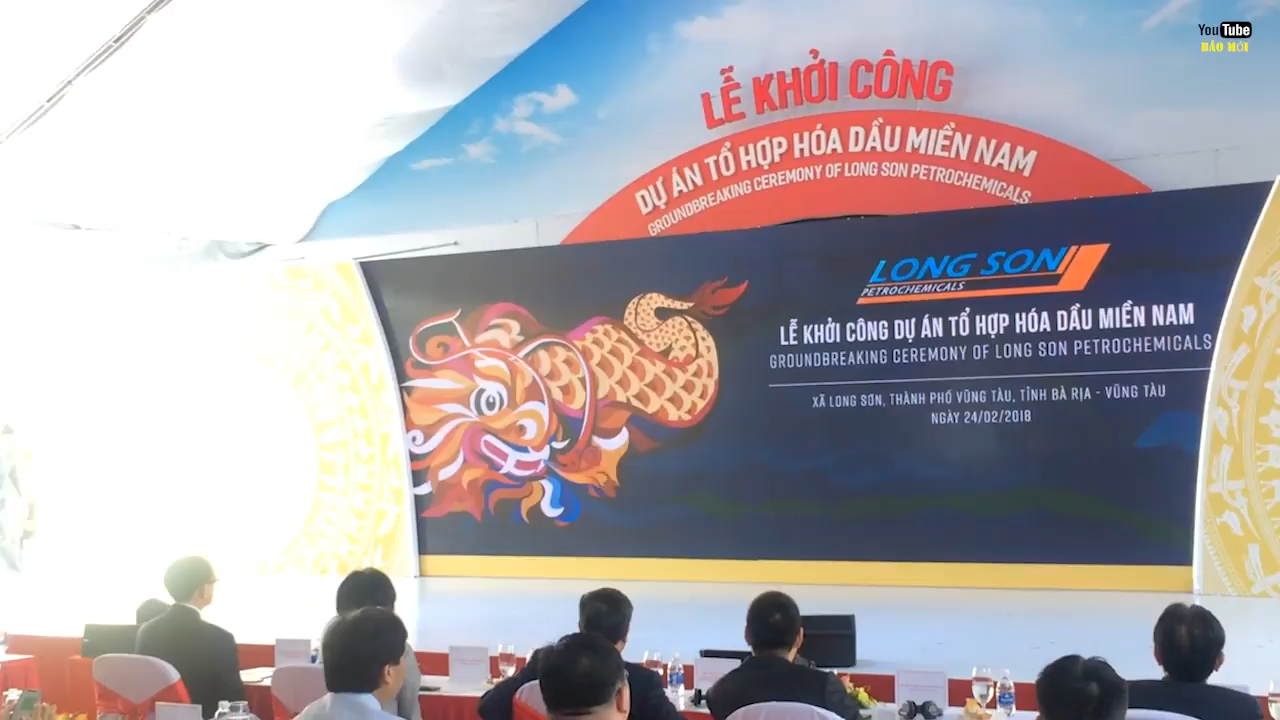 YouTube
BÁO MỚI
LỄ KHỞI CÔNG
DỰ ÁN TỔ HỢP HÓA DẦU MIỀN NAM
GROUNDBREAKING CEREMONY OF LONG SON PETROCHEMICALS
LONG SON
PETROCHEMICALS
LỄ KHỞI CÔNG DỰ ÁN TỔ HỢP HÓA DẦU MIỀN NAM
GROUNDBREAKING CEREMONY OF LONG SON PETROCHEMICALS
XÃ LONG SƠN, THÀNH PHỐ VŨNG TÀU, TỈNH BÀ RỊA - VŨNG TÀU
NGÀY 24/02/2018